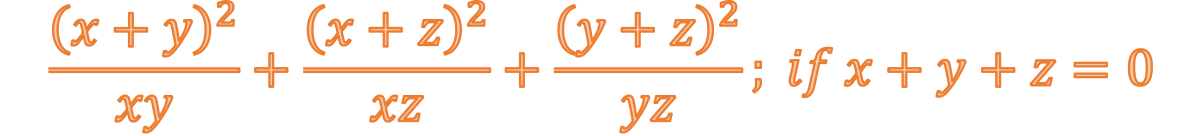 (x + y)²/xy + (x + z)²/xz + (y + z)²/yz ; if x + y + z = 0